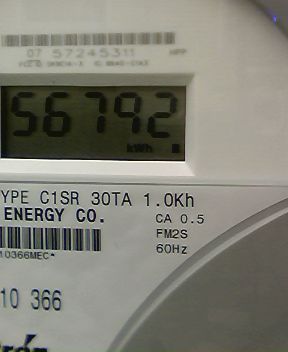 07 57245311
56792
kWh
YPE C1SR 30TA 1.0Kh
ENERGY CO.
CA 0.5
FM2S
60Hz
10366MEC*
10 366